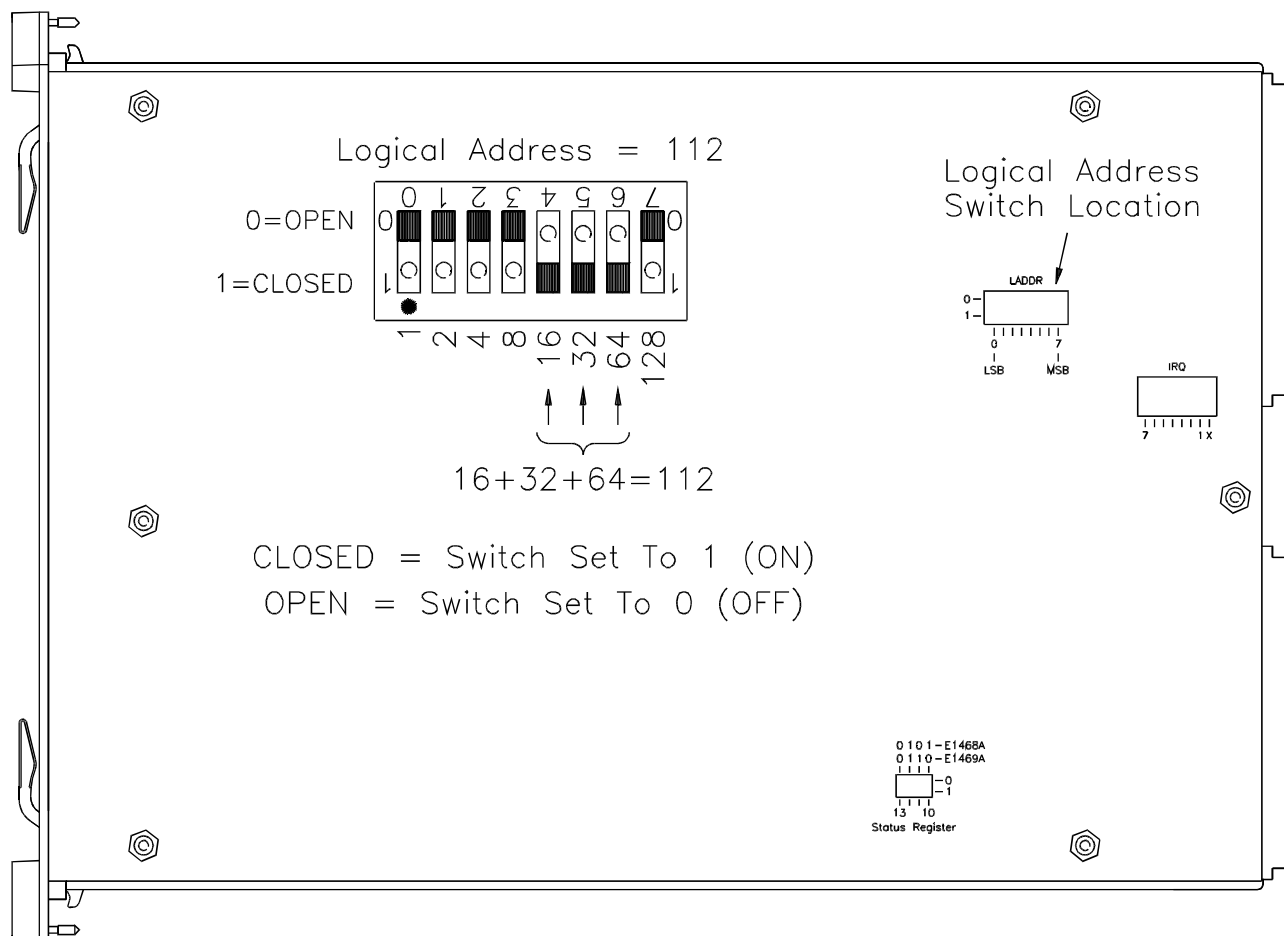 Logical Address = 112
0 1 2 3 4 5 6 7
0=OPEN 0 0
1=CLOSED 1 1
1 2 4 8 16 32 64 128
16+32+64=112
CLOSED = Switch Set To 1 (ON)
OPEN = Switch Set To 0 (OFF)
Logical Address
Switch Location
LADDR
0-
1-
0 7
LSB MSB
IRQ
7 1 X
0 1 0 1-E1468A
0 1 1 0-E1469A
-0
-1
13 10
Status Register